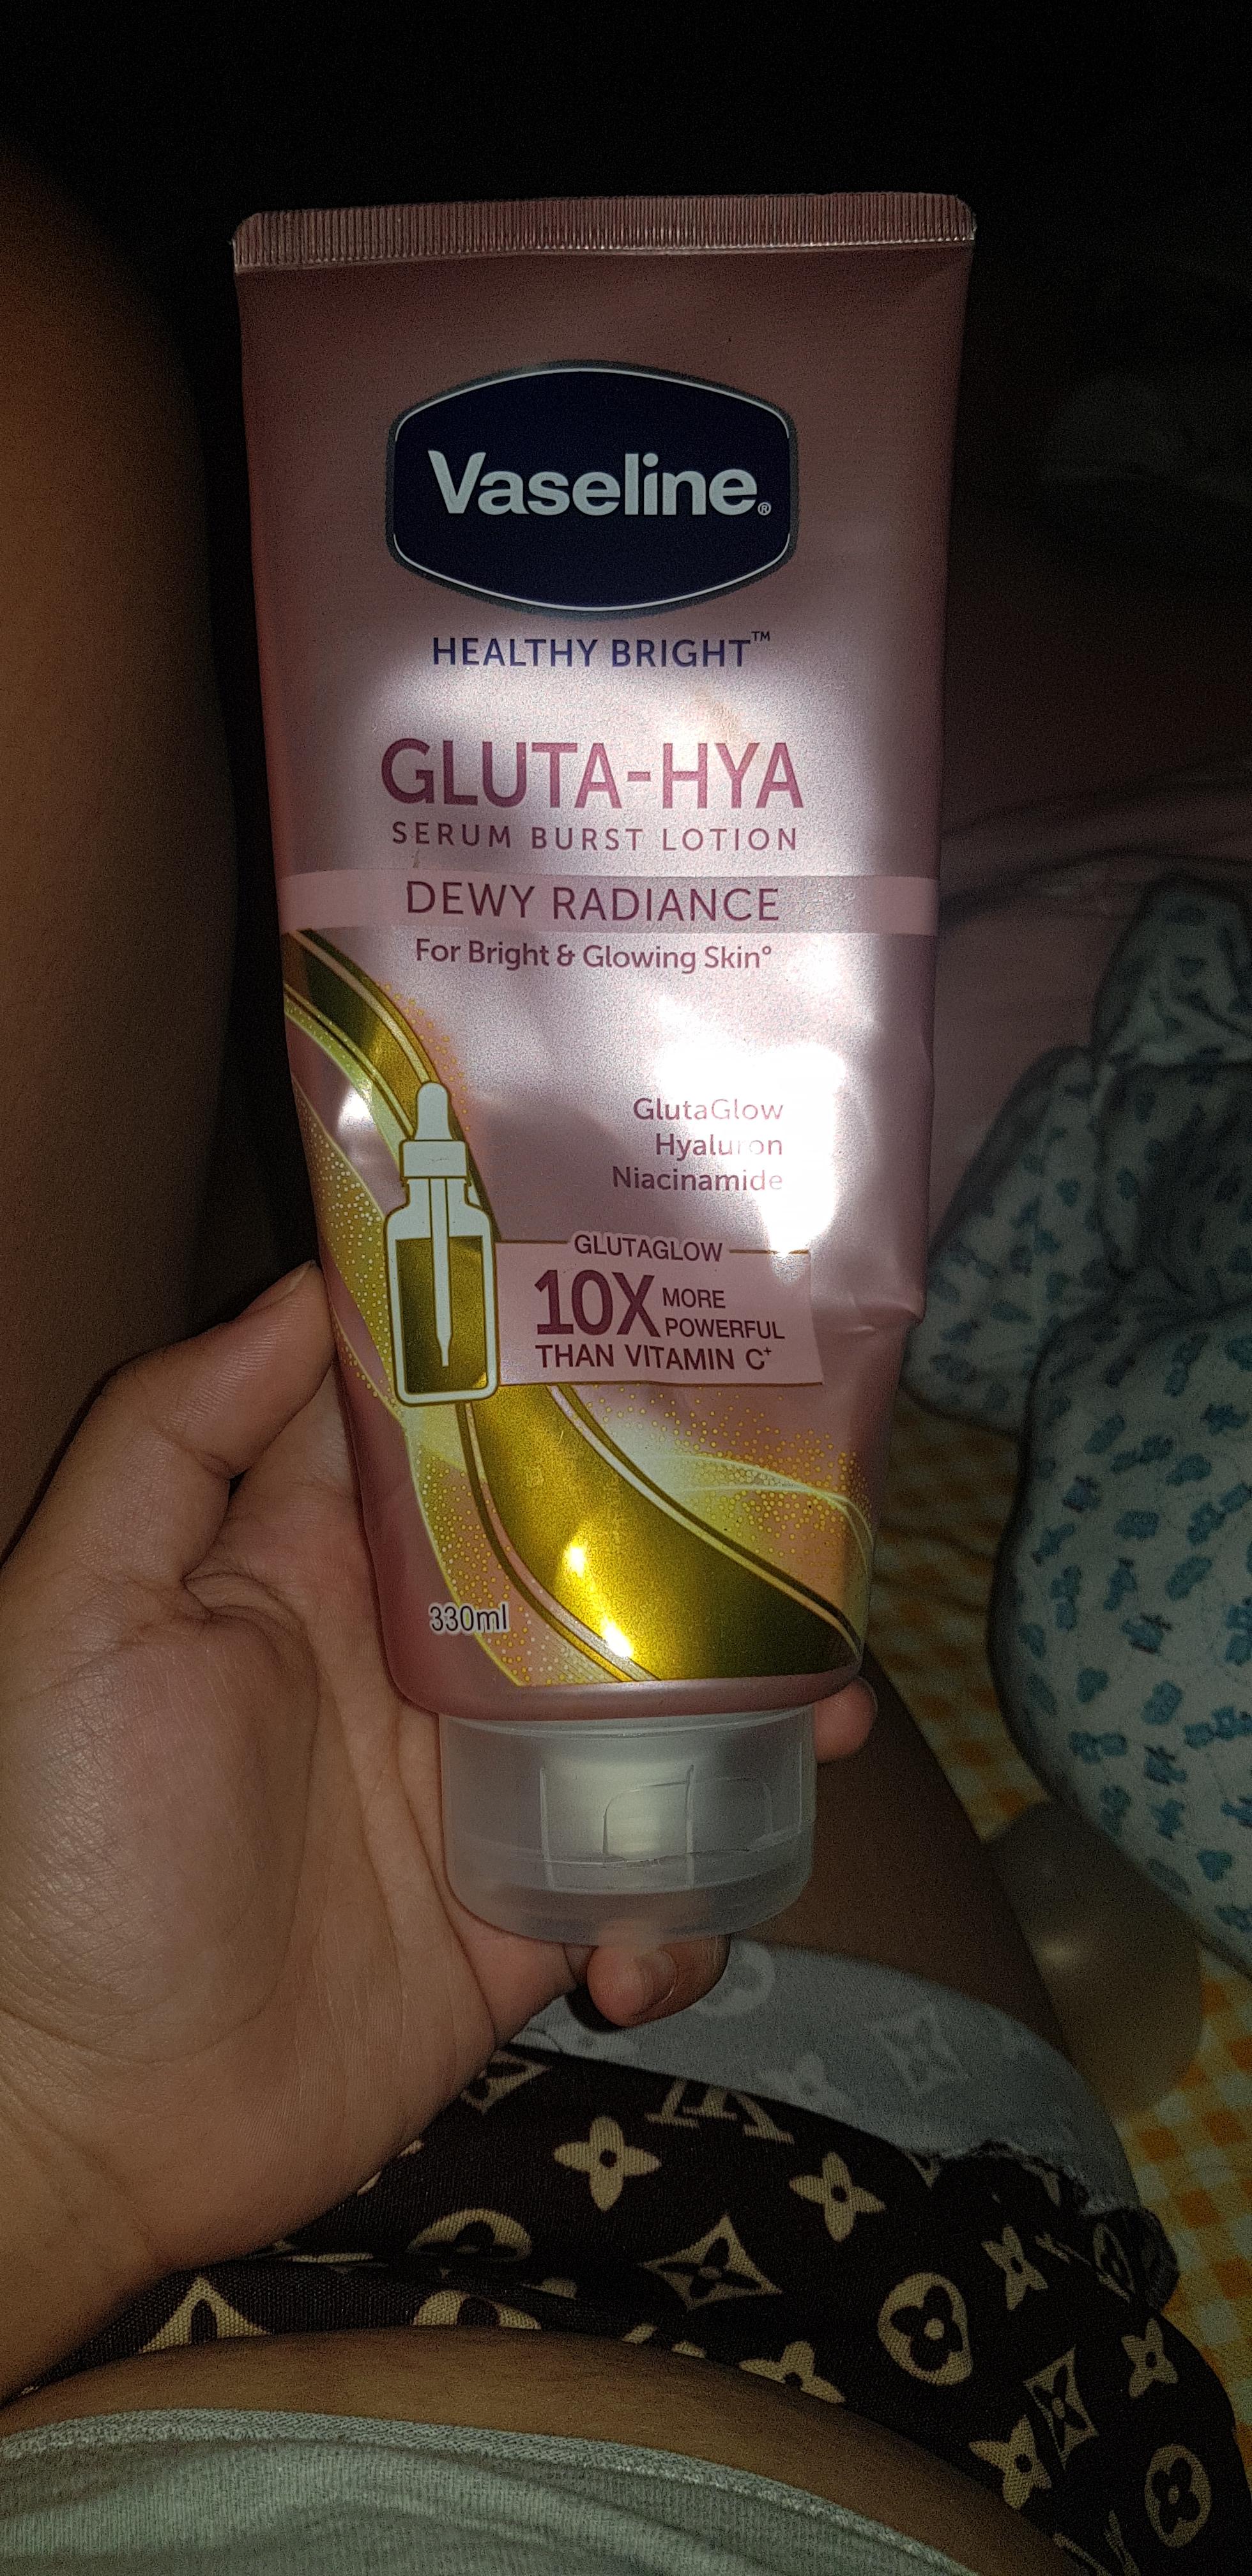 Vaseline®
HEALTHY BRIGHT™
GLUTA-HYA
SERUM BURST LOTION
DEWY RADIANCE
For Bright & Glowing Skin°
GlutaGlow
Hyaluron
Niacinamide
GLUTAGLOW
10X MORE
POWERFUL
THAN VITAMIN C⁺
330ml